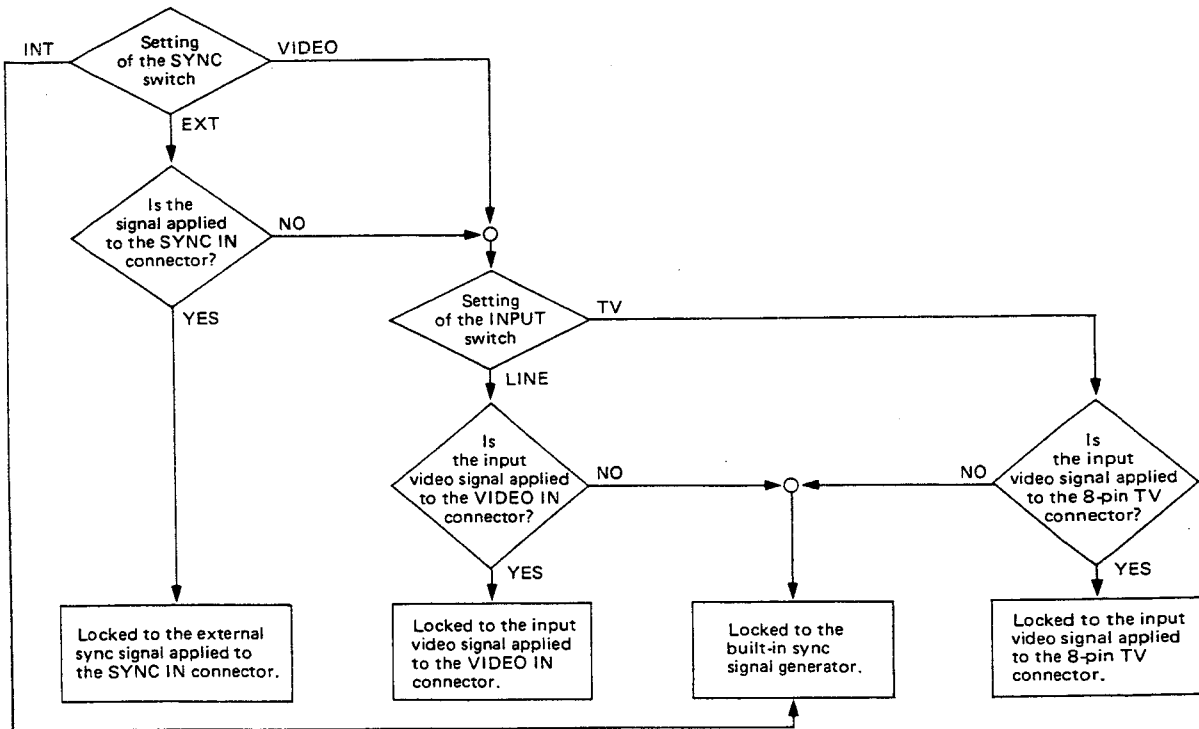 INT
Setting
of the SYNC
switch
VIDEO
EXT
Is the
signal applied
to the SYNC IN
connector?
NO
YES
Setting
of the INPUT
switch
TV
LINE
Is
the input
video signal applied
to the VIDEO IN
connector?
NO
YES
Is
the input
video signal applied
to the 8-pin TV
connector?
NO
YES
Locked to the external
sync signal applied to
the SYNC IN connector.
Locked to the input
video signal applied
to the VIDEO IN
connector.
Locked to the
built-in sync
signal generator.
Locked to the input
video signal applied
to the 8-pin TV
connector.